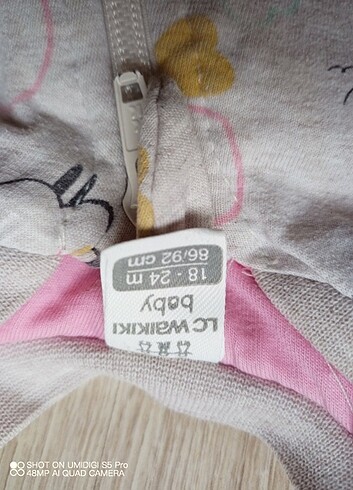 LC WAIKIKI
baby
18 - 24 m
86/92 cm
SHOT ON UMIDIGI S5 Pro
48MP AI QUAD CAMERA